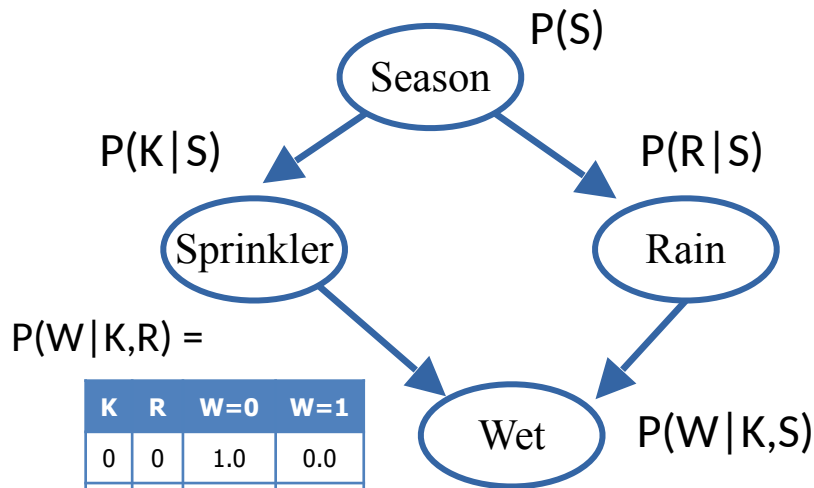 P(S)
Season
P(K|S)
P(R|S)
Sprinkler
Rain
P(W|K,R) =
K R W=0 W=1
0 0 1.0 0.0
Wet
P(W|K,S)